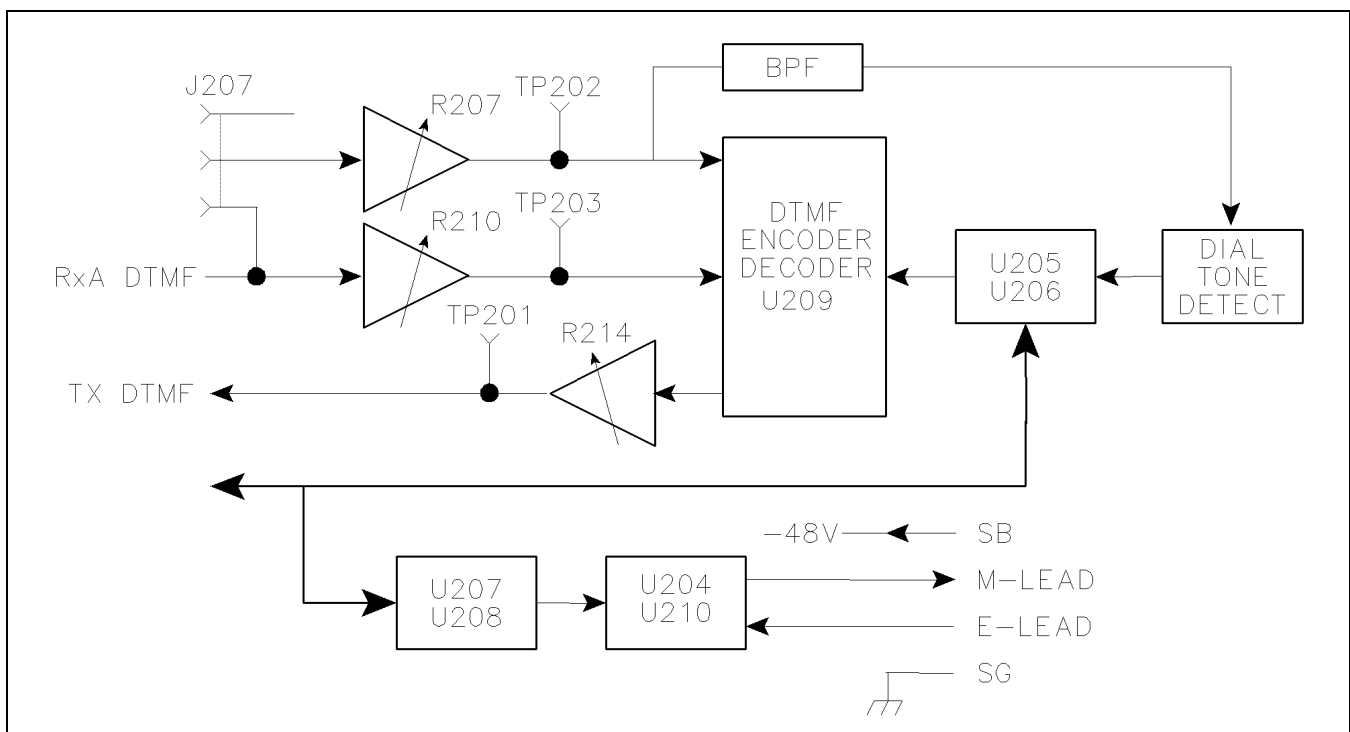 J207
R207
TP202
BPF
R210
TP203
DTMF
ENCODER
DECODER
U209
U205
U206
DIAL
TONE
DETECT
RxA DTMF
TP201
R214
TX DTMF
-48V
SB
U207
U208
U204
U210
M-LEAD
E-LEAD
SG